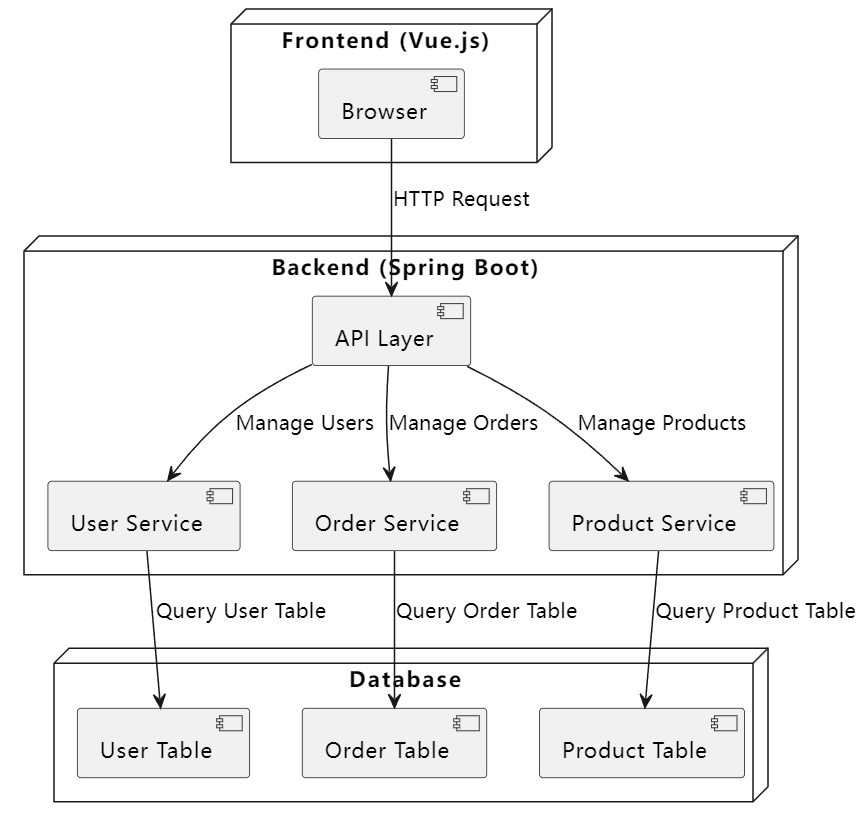 Frontend (Vue.js)
Browser
HTTP Request
Backend (Spring Boot)
API Layer
Manage Users
Manage Orders
Manage Products
User Service
Order Service
Product Service
Query User Table
Query Order Table
Query Product Table
Database
User Table
Order Table
Product Table